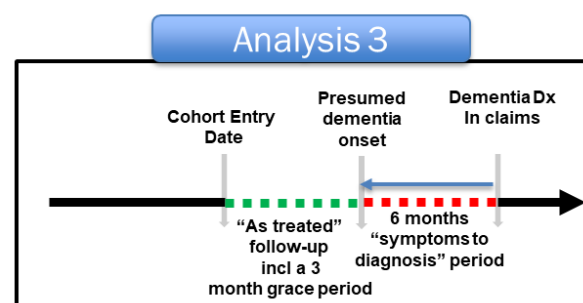 Analysis 3
Cohort Entry
Date
Presumed
dementia
onset
Dementia Dx
In claims
“As treated”
follow-up
incl a 3
month grace period
6 months
“symptoms to
diagnosis” period